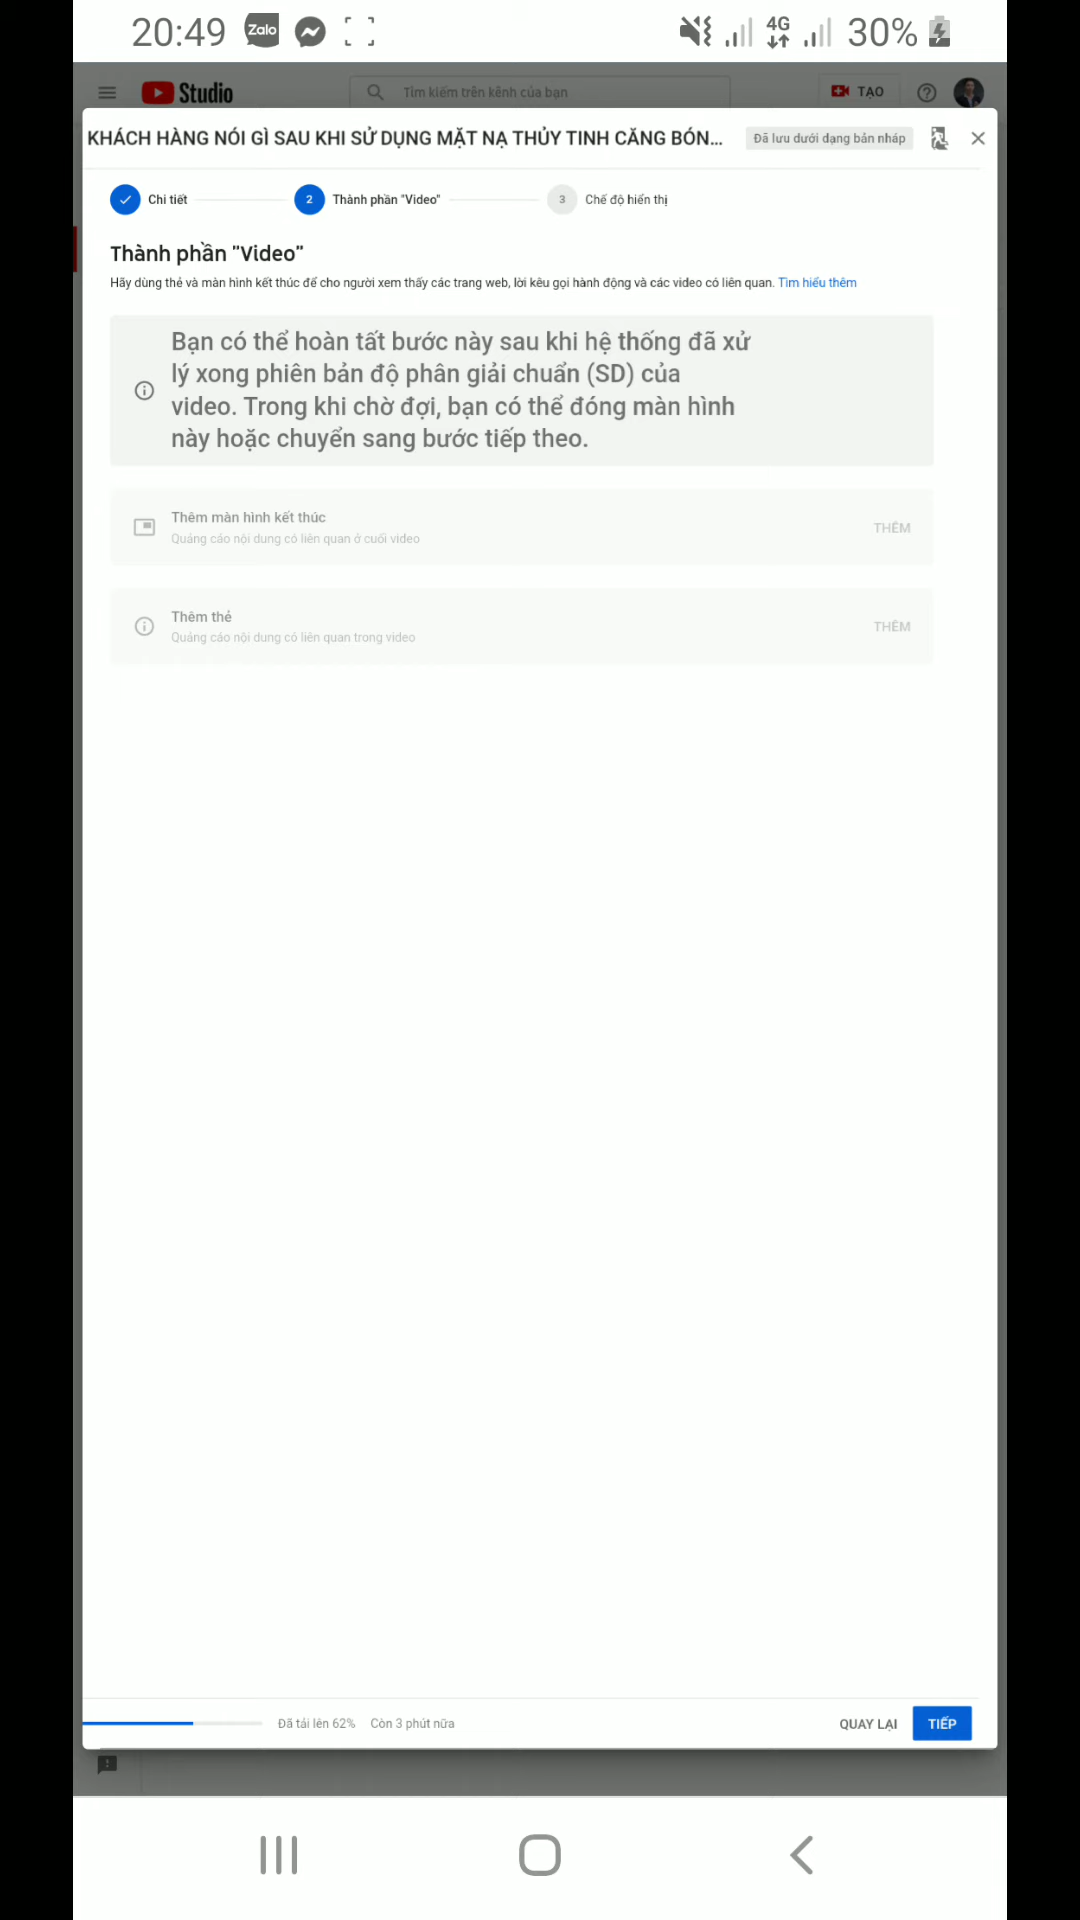 20:49
Zalo
4G
30%
Studio
Tìm kiếm trên kênh của bạn
TẠO
KHÁCH HÀNG NÓI GÌ SAU KHI SỬ DỤNG MẶT NẠ THỦY TINH CĂNG BÓN...
Đã lưu dưới dạng bản nháp
Chi tiết
2
Thành phần "Video"
3
Chế độ hiển thị
Thành phần "Video"
Hãy dùng thẻ và màn hình kết thúc để cho người xem thấy các trang web, lời kêu gọi hành động và các video có liên quan. Tìm hiểu thêm
Bạn có thể hoàn tất bước này sau khi hệ thống đã xử
lý xong phiên bản độ phân giải chuẩn (SD) của
video. Trong khi chờ đợi, bạn có thể đóng màn hình
này hoặc chuyển sang bước tiếp theo.
Thêm màn hình kết thúc
Quảng cáo nội dung có liên quan ở cuối video
THÊM
Thêm thẻ
Quảng cáo nội dung có liên quan trong video
THÊM
Đã tải lên 62%
Còn 3 phút nữa
QUAY LẠI
TIẾP